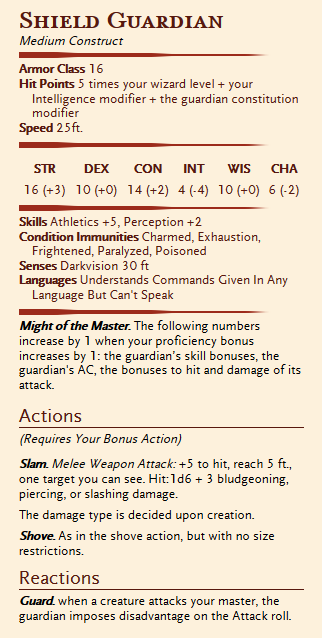 Shield Guardian
Medium Construct
Armor Class 16
Hit Points 5 times your wizard level + your
Intelligence modifier + the guardian constitution
modifier
Speed 25ft.
STR DEX CON INT WIS CHA
16 (+3) 10 (+0) 14 (+2) 4 (-4) 10 (+0) 6 (-2)
Skills Athletics +5, Perception +2
Condition Immunities Charmed, Exhaustion,
Frightened, Paralyzed, Poisoned
Senses Darkvision 30 ft
Languages Understands Commands Given In Any
Language But Can't Speak
Might of the Master. The following numbers
increase by 1 when your proficiency bonus
increases by 1: the guardian's skill bonuses, the
guardian's AC, the bonuses to hit and damage of its
attack.
Actions
(Requires Your Bonus Action)
Slam. Melee Weapon Attack: +5 to hit, reach 5 ft.,
one target you can see. Hit:1d6 + 3 bludgeoning,
piercing, or slashing damage.
The damage type is decided upon creation.
Shove. As in the shove action, but with no size
restrictions.
Reactions
Guard. when a creature attacks your master, the
guardian imposes disadvantage on the Attack roll.